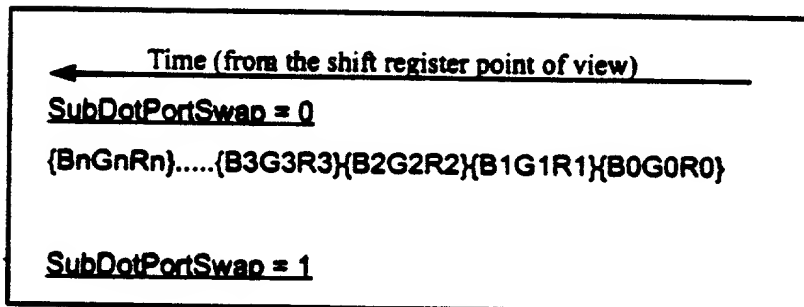 Time (from the shift register point of view)
SubDotPortSwap = 0
{BnGnRn}.....{B3G3R3}{B2G2R2}{B1G1R1}{B0G0R0}
SubDotPortSwap = 1